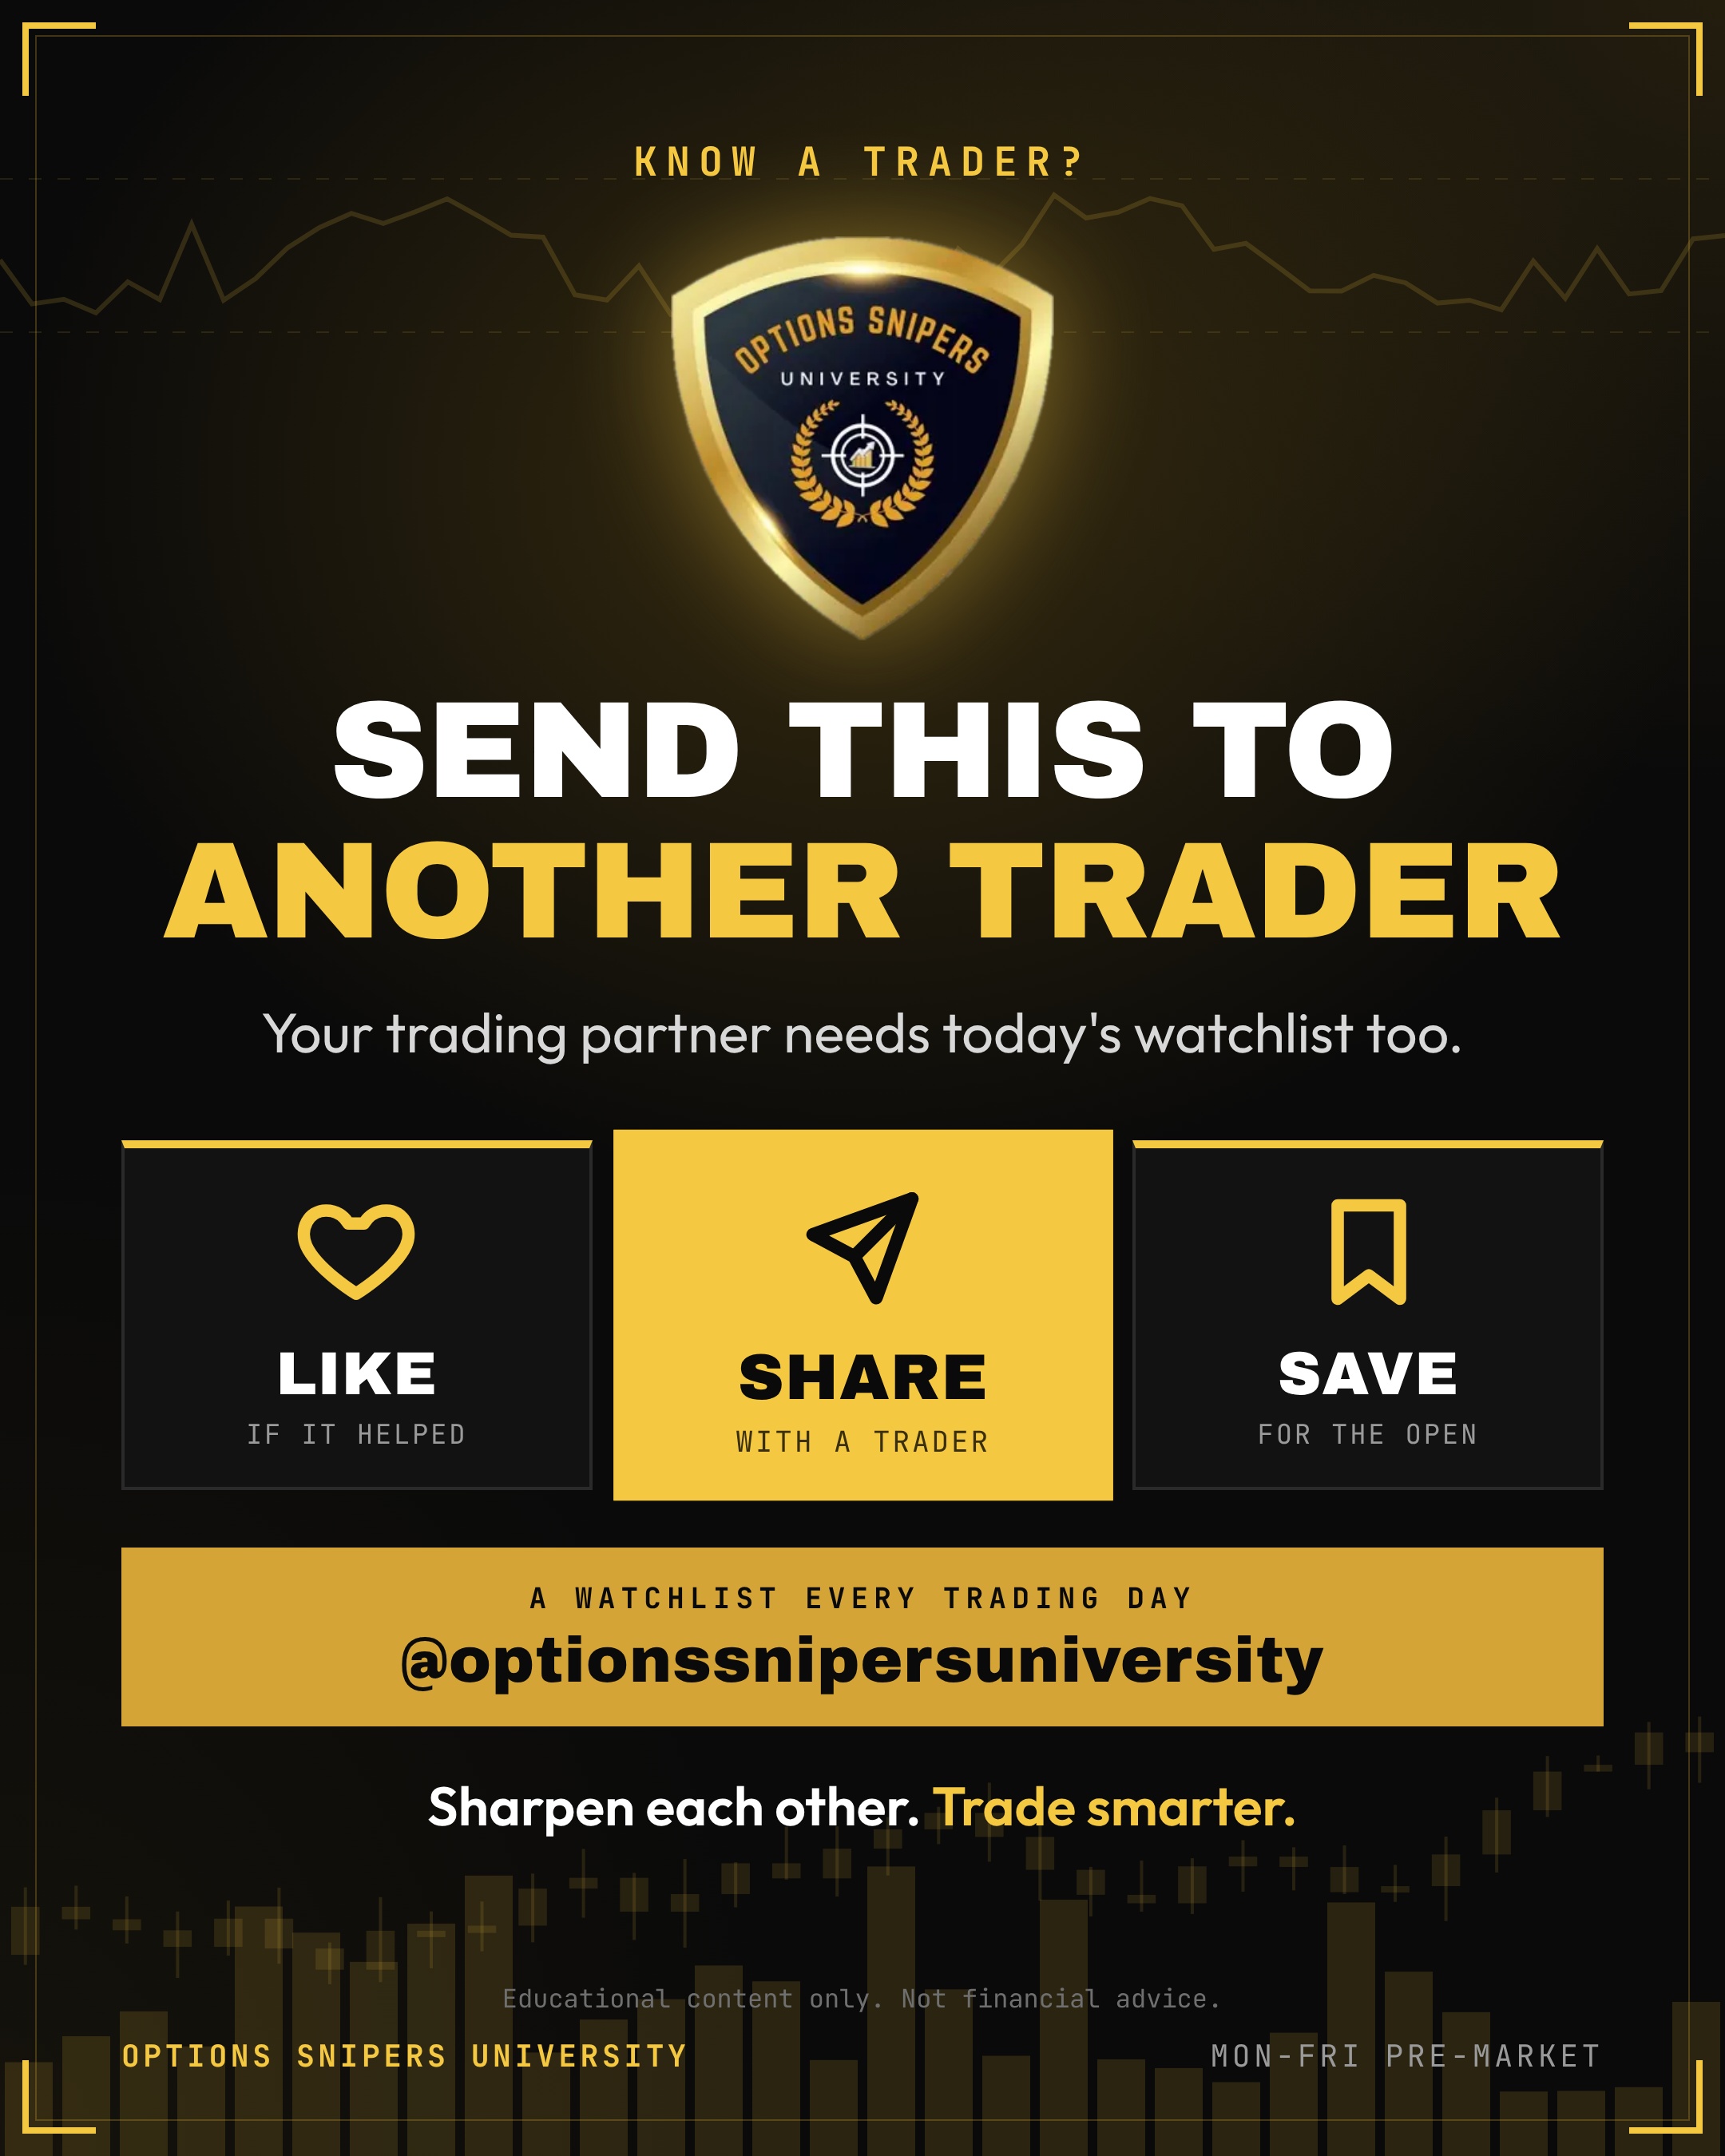 KNOW A TRADER?
OPTIONS SNIPERS
UNIVERSITY
SEND THIS TO
ANOTHER TRADER
Your trading partner needs today's watchlist too.
LIKE
IF IT HELPED
SHARE
WITH A TRADER
SAVE
FOR THE OPEN
A WATCHLIST EVERY TRADING DAY
@optionssnipersuniversity
Sharpen each other. Trade smarter.
Educational content only. Not financial advice.
OPTIONS SNIPERS UNIVERSITY
MON-FRI PRE-MARKET